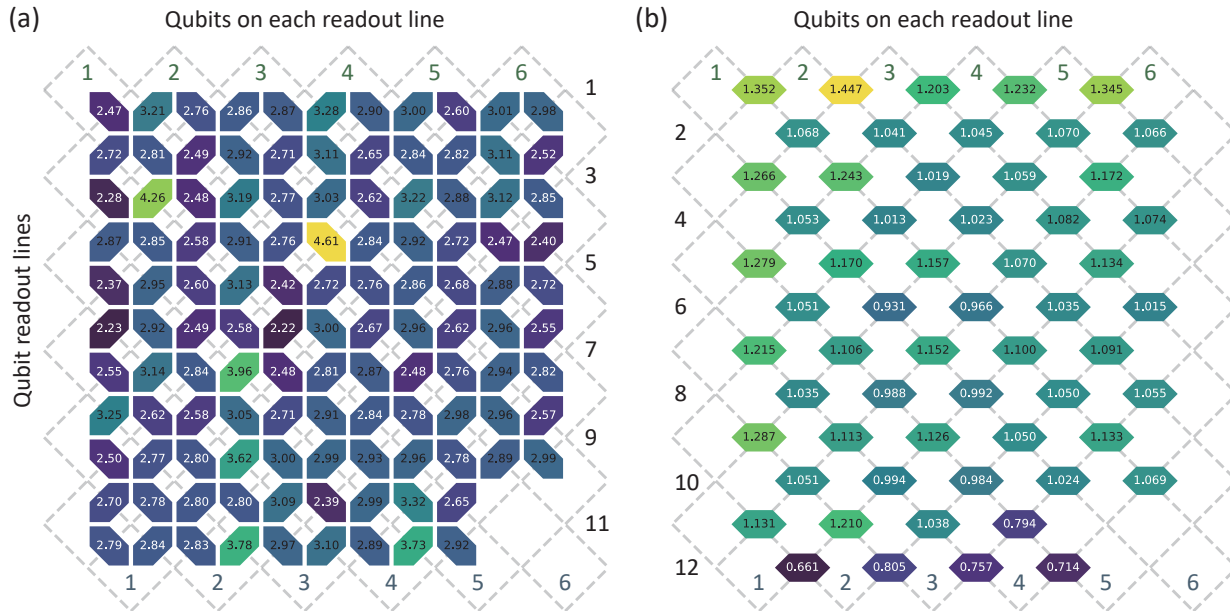 (a) Qubits on each readout line
1 2 3 4 5 6
1
2.47 3.21 2.76 2.86 2.87 3.28 2.90 3.00 2.60 3.01 2.98
2.72 2.81 2.49 2.92 2.71 3.11 2.65 2.84 2.82 3.11 2.52
3
2.28 4.26 2.48 3.19 2.77 3.03 2.62 3.22 2.88 3.12 2.85
2.87 2.85 2.58 2.91 2.76 4.61 2.84 2.92 2.72 2.47 2.40
5
2.37 2.95 2.60 3.13 2.42 2.72 2.76 2.86 2.68 2.88 2.72
2.23 2.92 2.49 2.58 2.22 3.00 2.67 2.96 2.62 2.96 2.55
7
2.55 3.14 2.84 3.96 2.48 2.81 2.87 2.48 2.76 2.94 2.82
3.25 2.62 2.58 3.05 2.71 2.91 2.84 2.78 2.98 2.96 2.57
9
2.50 2.77 2.80 3.62 3.00 2.99 2.93 2.96 2.78 2.89 2.99
2.70 2.78 2.80 2.80 3.09 2.39 2.99 3.32 2.65
11
2.79 2.84 2.83 3.78 2.97 3.10 2.89 3.73 2.92
1 2 3 4 5 6
Qubit readout lines
(b) Qubits on each readout line
1 2 3 4 5 6
1.352 1.447 1.203 1.232 1.345
2 1.068 1.041 1.045 1.070 1.066
1.266 1.243 1.019 1.059 1.172
4 1.053 1.013 1.023 1.082 1.074
1.279 1.170 1.157 1.070 1.134
6 1.051 0.931 0.966 1.035 1.015
1.215 1.106 1.152 1.100 1.091
8 1.035 0.988 0.992 1.050 1.055
1.287 1.113 1.126 1.050 1.133
10 1.051 0.994 0.984 1.024 1.069
1.131 1.210 1.038 0.794
12 0.661 0.805 0.757 0.714
1 2 3 4 5 6